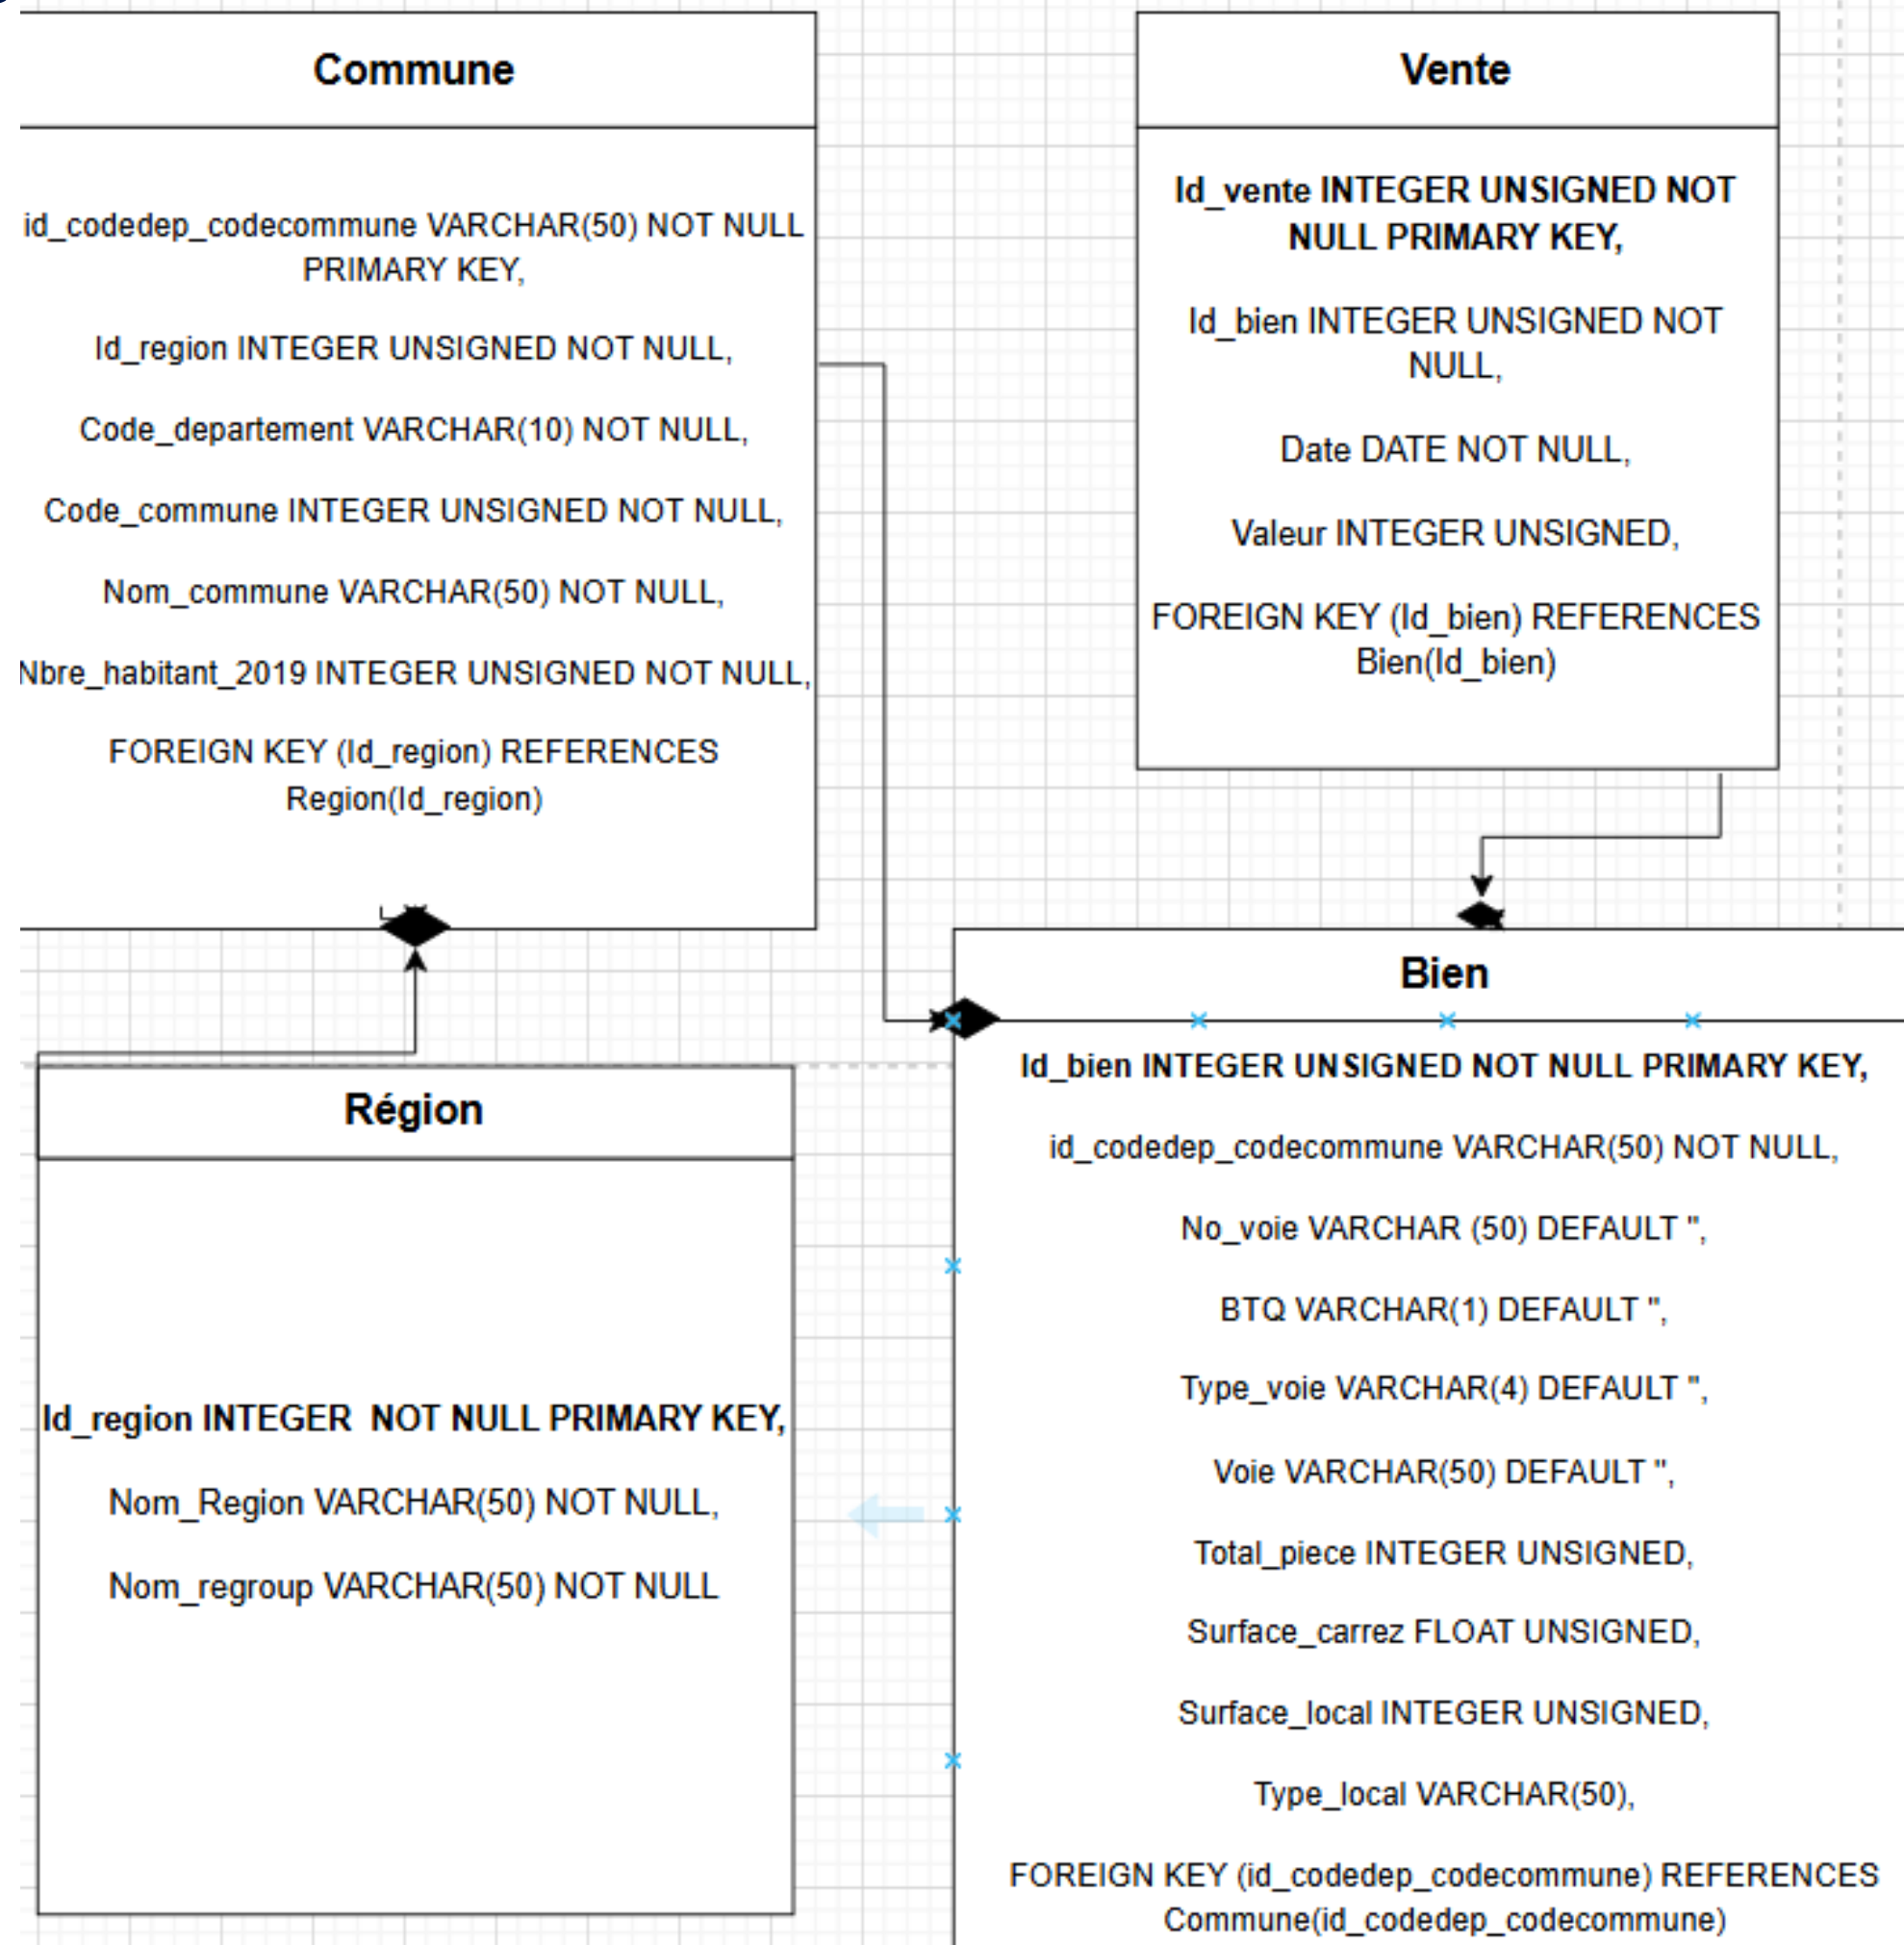 Commune
id_codedep_codecommune VARCHAR(50) NOT NULL
PRIMARY KEY,
Id_region INTEGER UNSIGNED NOT NULL,
Code_departement VARCHAR(10) NOT NULL,
Code_commune INTEGER UNSIGNED NOT NULL,
Nom_commune VARCHAR(50) NOT NULL,
Nbre_habitant_2019 INTEGER UNSIGNED NOT NULL,
FOREIGN KEY (Id_region) REFERENCES
Region(Id_region)
Vente
Id_vente INTEGER UNSIGNED NOT
NULL PRIMARY KEY,
Id_bien INTEGER UNSIGNED NOT
NULL,
Date DATE NOT NULL,
Valeur INTEGER UNSIGNED,
FOREIGN KEY (Id_bien) REFERENCES
Bien(Id_bien)
Région
Id_region INTEGER  NOT NULL PRIMARY KEY,
Nom_Region VARCHAR(50) NOT NULL,
Nom_regroup VARCHAR(50) NOT NULL
Bien
Id_bien INTEGER UNSIGNED NOT NULL PRIMARY KEY,
id_codedep_codecommune VARCHAR(50) NOT NULL,
No_voie VARCHAR (50) DEFAULT '',
BTQ VARCHAR(1) DEFAULT '',
Type_voie VARCHAR(4) DEFAULT '',
Voie VARCHAR(50) DEFAULT '',
Total_piece INTEGER UNSIGNED,
Surface_carrez FLOAT UNSIGNED,
Surface_local INTEGER UNSIGNED,
Type_local VARCHAR(50),
FOREIGN KEY (id_codedep_codecommune) REFERENCES
Commune(id_codedep_codecommune)